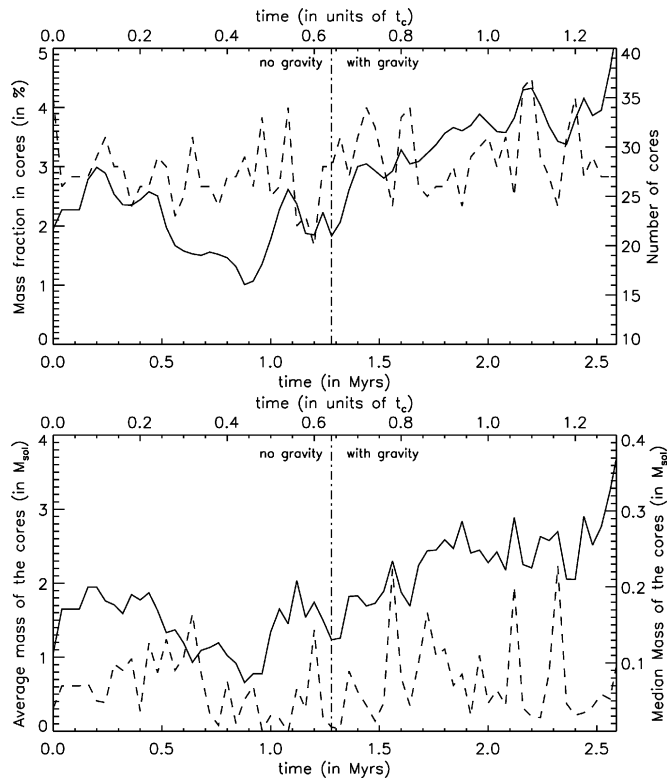 time (in units of t_c)
0.0 0.2 0.4 0.6 0.8 1.0 1.2
5 40
no gravity with gravity
4 35
30
3
25
2
20
1
15
0 10
Mass fraction in cores (in %)
Number of cores
0.0 0.5 1.0 1.5 2.0 2.5
time (in Myrs)
time (in units of t_c)
0.0 0.2 0.4 0.6 0.8 1.0 1.2
4 0.4
no gravity with gravity
3 0.3
2 0.2
1 0.1
0
Average mass of the cores (in M_sol)
Median Mass of the cores (in M_sol)
0.0 0.5 1.0 1.5 2.0 2.5
time (in Myrs)